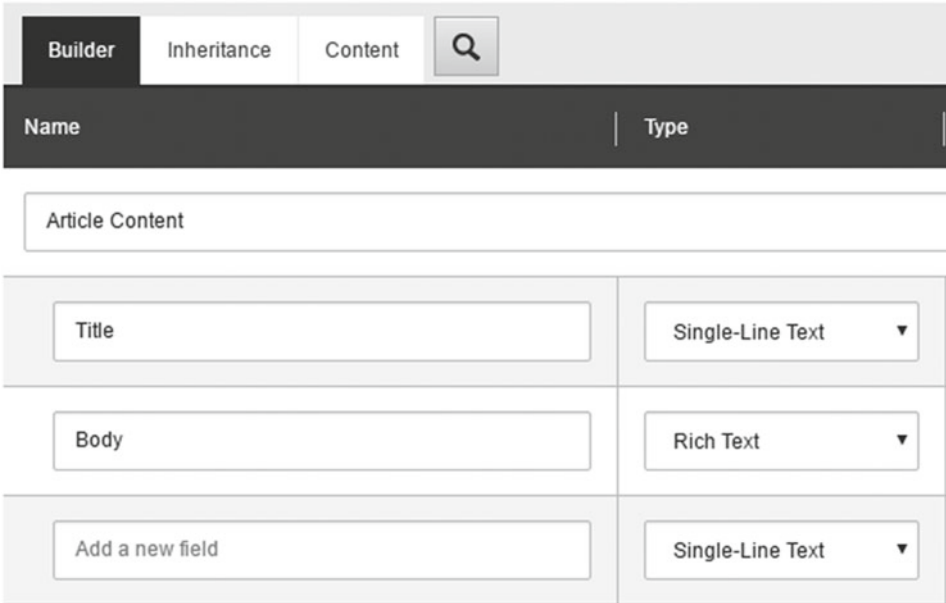 Builder Inheritance Content
Name Type
Article Content
Title Single-Line Text
Body Rich Text
Add a new field Single-Line Text